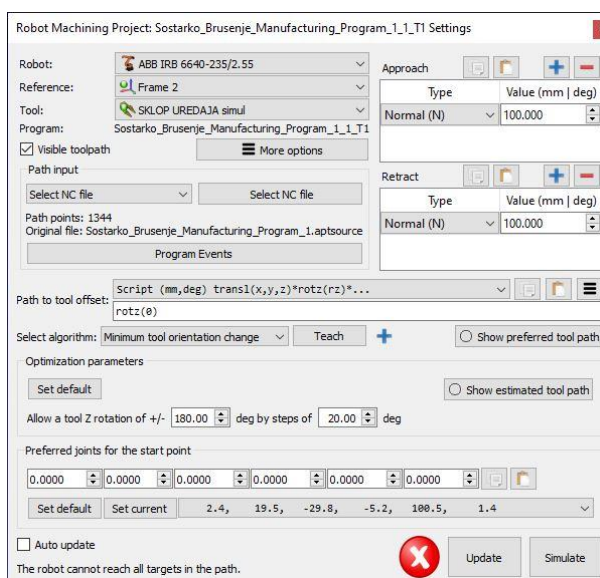 Robot Machining Project: Sostarko_Brusenje_Manufacturing_Program_1_1_T1 Settings
Robot: ABB IRB 6640-235/2.55
Reference: Frame 2
Tool: SKLOP UREDAJA simul
Program: Sostarko_Brusenje_Manufacturing_Program_1_1_T1
Visible toolpath More options
Path input
Select NC file Select NC file
Path points: 1344
Original file: Sostarko_Brusenje_Manufacturing_Program_1.aptsource
Program Events
Approach
Type Value (mm | deg)
Normal (N) 100.000
Retract
Type Value (mm | deg)
Normal (N) 100.000
Path to tool offset: Script (mm,deg) transl(x,y,z)*rotz(rz)*...
rotz(0)
Select algorithm: Minimum tool orientation change Teach Show preferred tool path
Optimization parameters
Set default Show estimated tool path
Allow a tool Z rotation of +/- 180.00 deg by steps of 20.00 deg
Preferred joints for the start point
0.0000 0.0000 0.0000 0.0000 0.0000 0.0000
Set default Set current 2.4, 19.5, -29.8, -5.2, 100.5, 1.4
Auto update
The robot cannot reach all targets in the path. Update Simulate